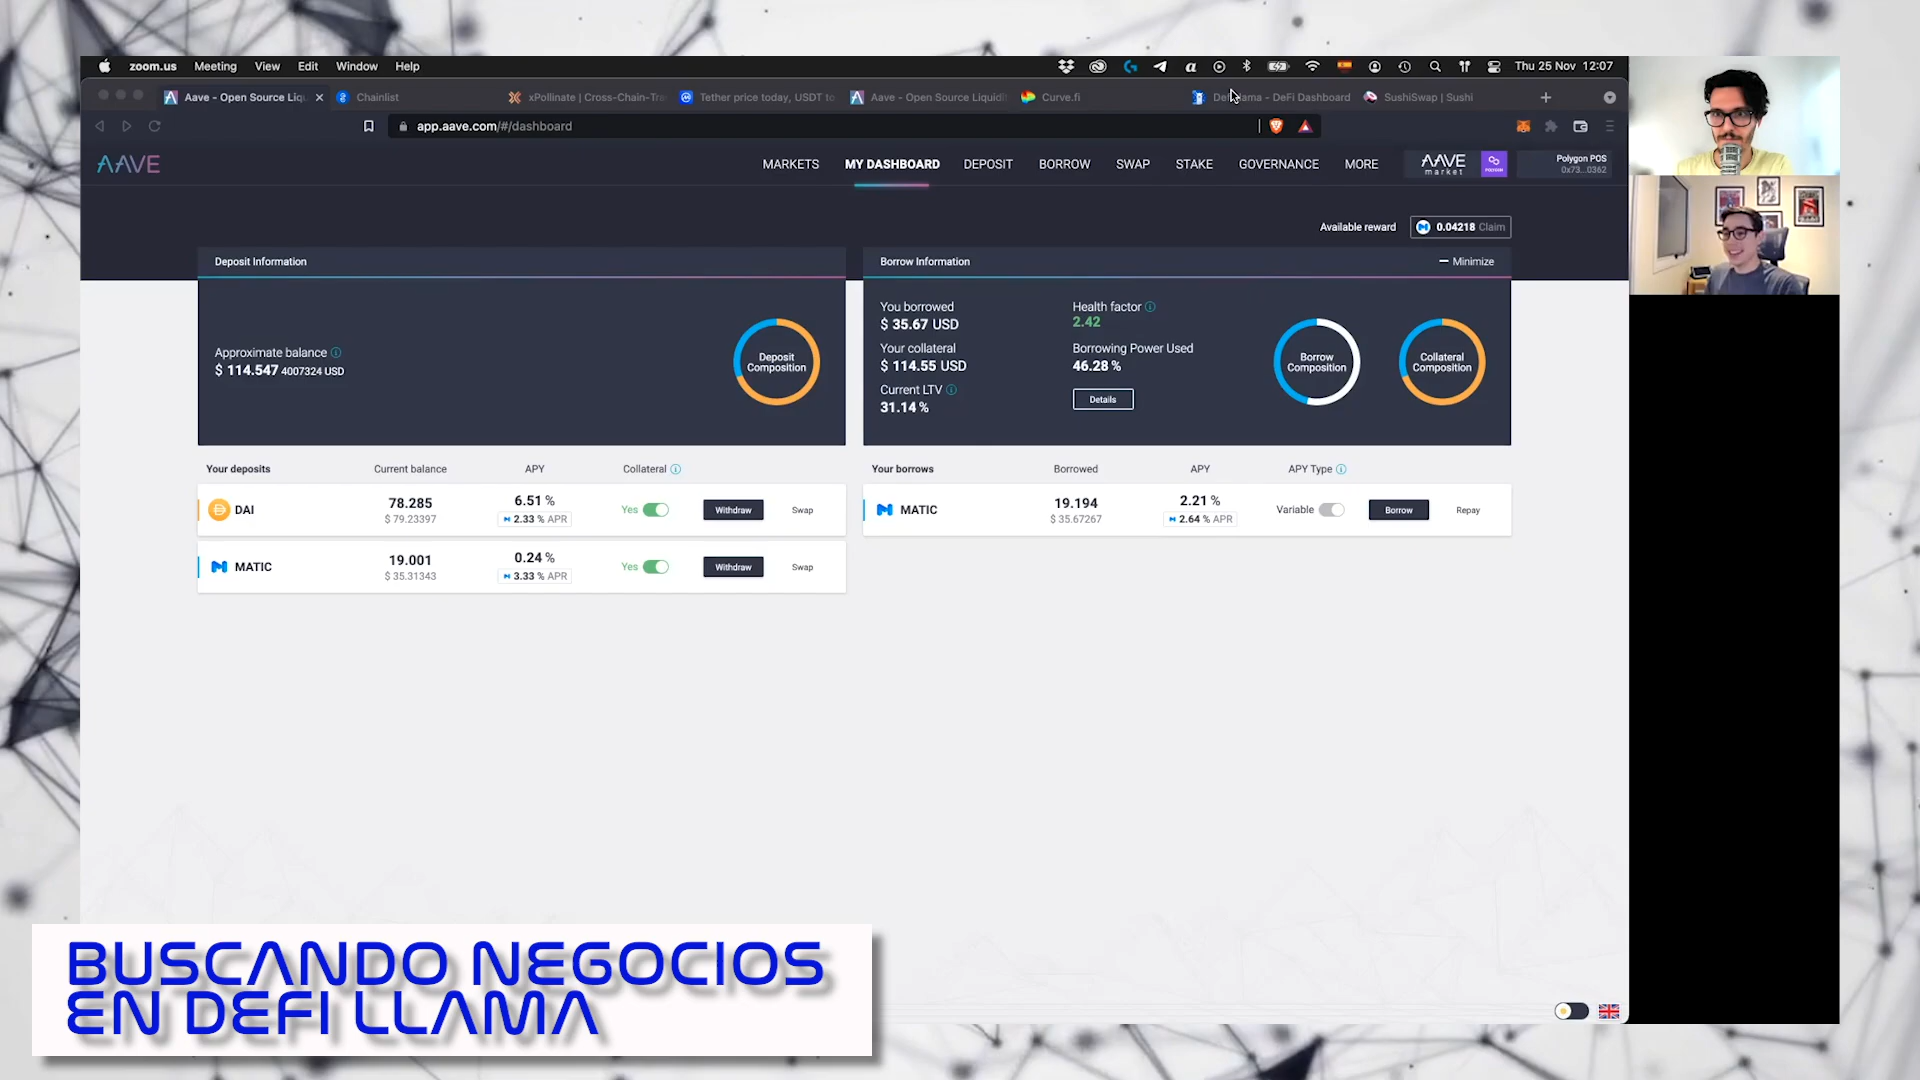 zoom.us Meeting View Edit Window Help Thu 25 Nov 12:07
Aave - Open Source Liqu Chainlist xPollinate | Cross-Chain-Tra Tether price today, USDT to Aave - Open Source Liquidi Curve.fi DefiLlama - DeFi Dashboard SushiSwap | Sushi
app.aave.com/#/dashboard
AAVE MARKETS MY DASHBOARD DEPOSIT BORROW SWAP STAKE GOVERNANCE MORE AAVE market POLYGON Polygon POS 0x73...0362
Available reward 0.04218 Claim
Deposit Information
Approximate balance
$ 114.547 4007324 USD
Deposit Composition
Borrow Information Minimize
You borrowed
$ 35.67 USD
Your collateral
$ 114.55 USD
Current LTV
31.14 %
Health factor
2.42
Borrowing Power Used
46.28 %
Details
Borrow Composition
Collateral Composition
Your deposits Current balance APY Collateral
DAI 78.285 $ 79.23397 6.51 % 2.33 % APR Yes Withdraw Swap
MATIC 19.001 $ 35.31343 0.24 % 3.33 % APR Yes Withdraw Swap
Your borrows Borrowed APY APY Type
MATIC 19.194 $ 35.67267 2.21 % 2.64 % APR Variable Borrow Repay
BUSCANDO NEGOCIOS
EN DEFI LLAMA